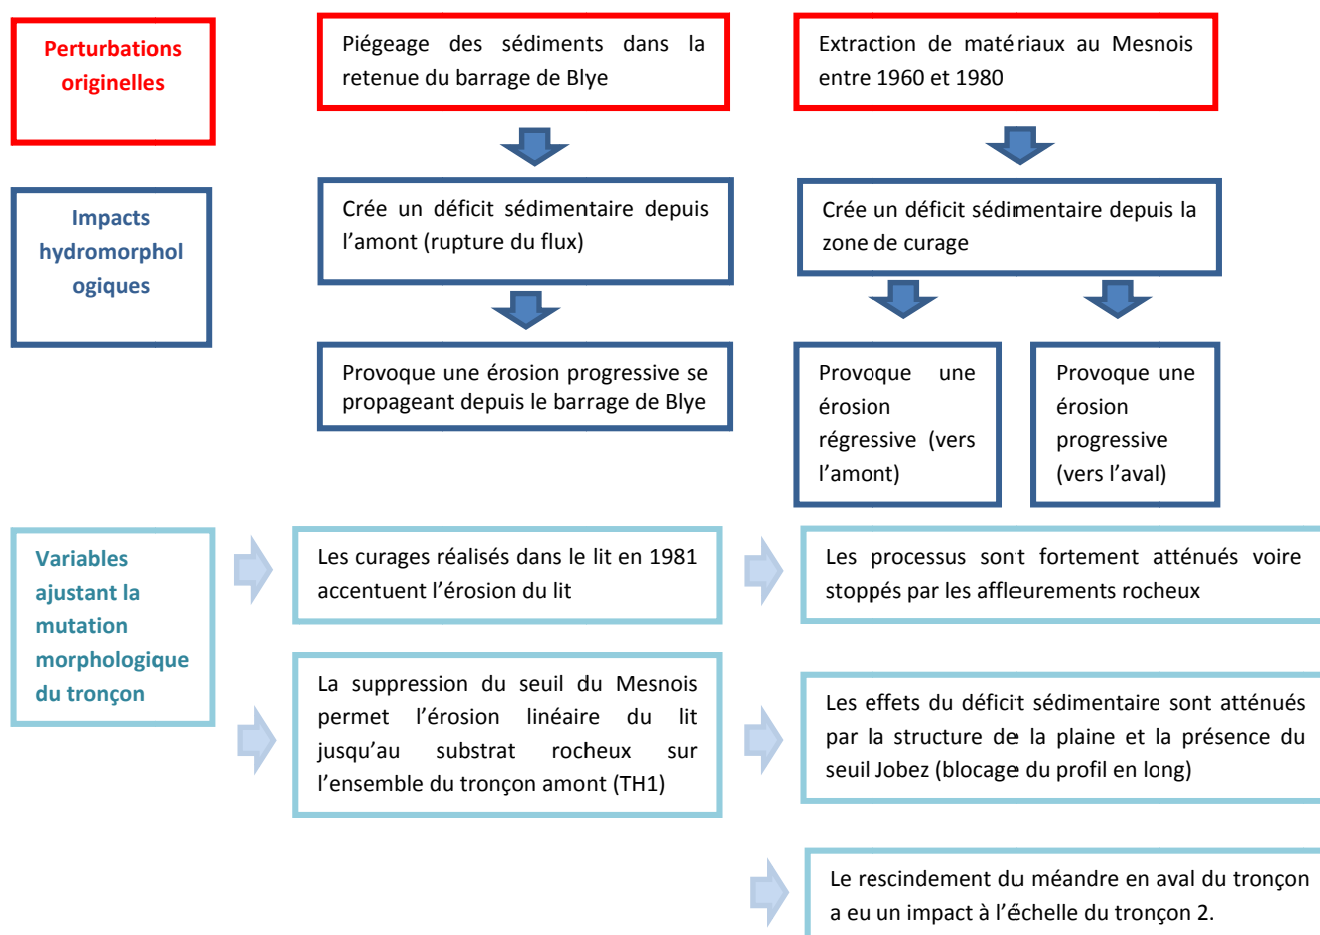 Perturbations
originelles
Piégeage des sédiments dans la
retenue du barrage de Blye
Extraction de matériaux au Mesnois
entre 1960 et 1980
Impacts
hydromorphol
ogiques
Crée un déficit sédimentaire depuis
l’amont (rupture du flux)
Crée un déficit sédimentaire depuis la
zone de curage
Provoque une érosion progressive se
propageant depuis le barrage de Blye
Provoque une
érosion
régressive (vers
l’amont)
Provoque une
érosion
progressive
(vers l’aval)
Variables
ajustant la
mutation
morphologique
du tronçon
Les curages réalisés dans le lit en 1981
accentuent l’érosion du lit
Les processus sont fortement atténués voire
stoppés par les affleurements rocheux
La suppression du seuil du Mesnois
permet l’érosion linéaire du lit
jusqu’au substrat rocheux sur
l’ensemble du tronçon amont (TH1)
Les effets du déficit sédimentaire sont atténués
par la structure de la plaine et la présence du
seuil Jobez (blocage du profil en long)
Le rescindement du méandre en aval du tronçon
a eu un impact à l’échelle du tronçon 2.